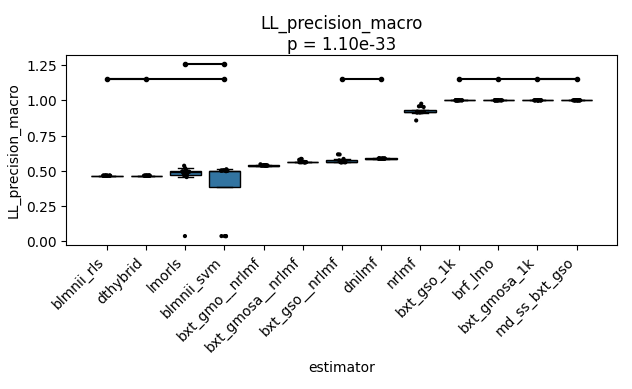 LL_precision_macro
p = 1.10e-33
LL_precision_macro
1.25
1.00
0.75
0.50
0.25
0.00
blmnii_rls
dthybrid
lmorls
blmnii_svm
bxt_gmo__nrlmf
bxt_gmosa__nrlmf
bxt_gso__nrlmf
dnilmf
nrlmf
bxt_gso_1k
brf_lmo
bxt_gmosa_1k
md_ss_bxt_gso
estimator